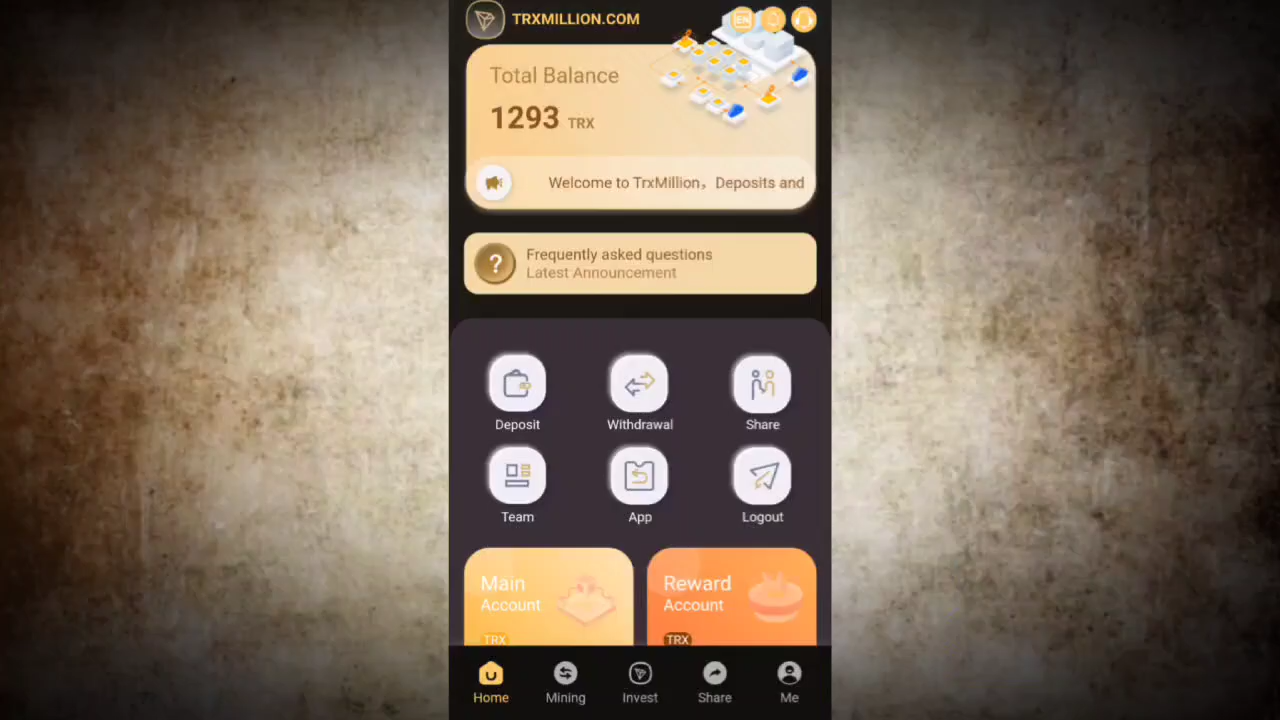 TRXMILLION.COM
EN
Total Balance
1293 TRX
Welcome to TrxMillion，Deposits and
?
Frequently asked questions
Latest Announcement
Deposit
Withdrawal
Share
Team
App
Logout
Main
Account
TRX
Reward
Account
TRX
Home
Mining
Invest
Share
Me